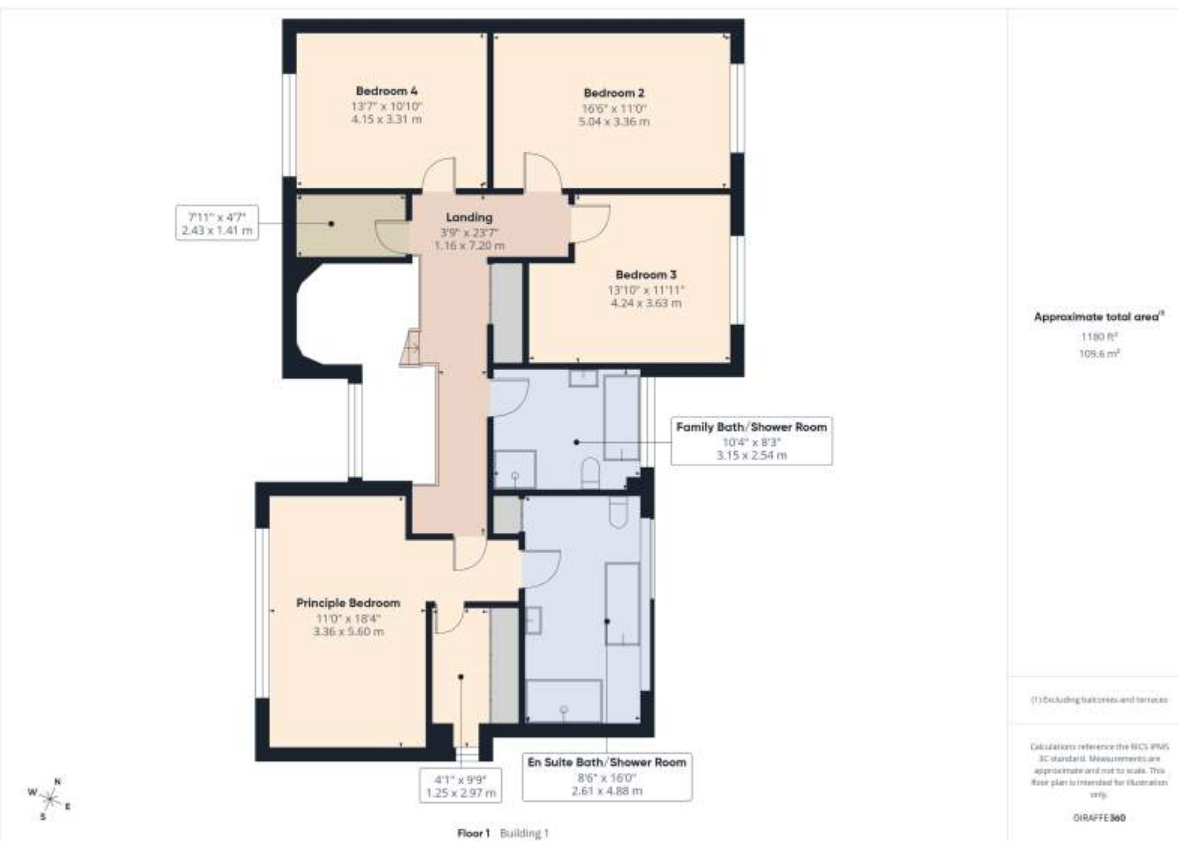 Bedroom 4
13'7" x 10'10"
4.15 x 3.31 m
Bedroom 2
16'6" x 11'0"
5.04 x 3.36 m
7'11" x 4'7"
2.43 x 1.41 m
Landing
3'9" x 23'7"
1.16 x 7.20 m
Bedroom 3
13'10" x 11'11"
4.24 x 3.63 m
Approximate total area⁽¹⁾
1180 ft²
109.6 m²
Family Bath/Shower Room
10'4" x 8'3"
3.15 x 2.54 m
Principle Bedroom
11'0" x 18'4"
3.36 x 5.60 m
(1) Excluding balconies and terraces
Calculations reference the RICS IPMS
3C standard. Measurements are
approximate and not to scale. This
floor plan is intended for illustration
only.
GIRAFFE360
En Suite Bath/Shower Room
8'6" x 16'0"
2.61 x 4.88 m
4'1" x 9'9"
1.25 x 2.97 m
N
W
E
S
Floor 1 Building 1